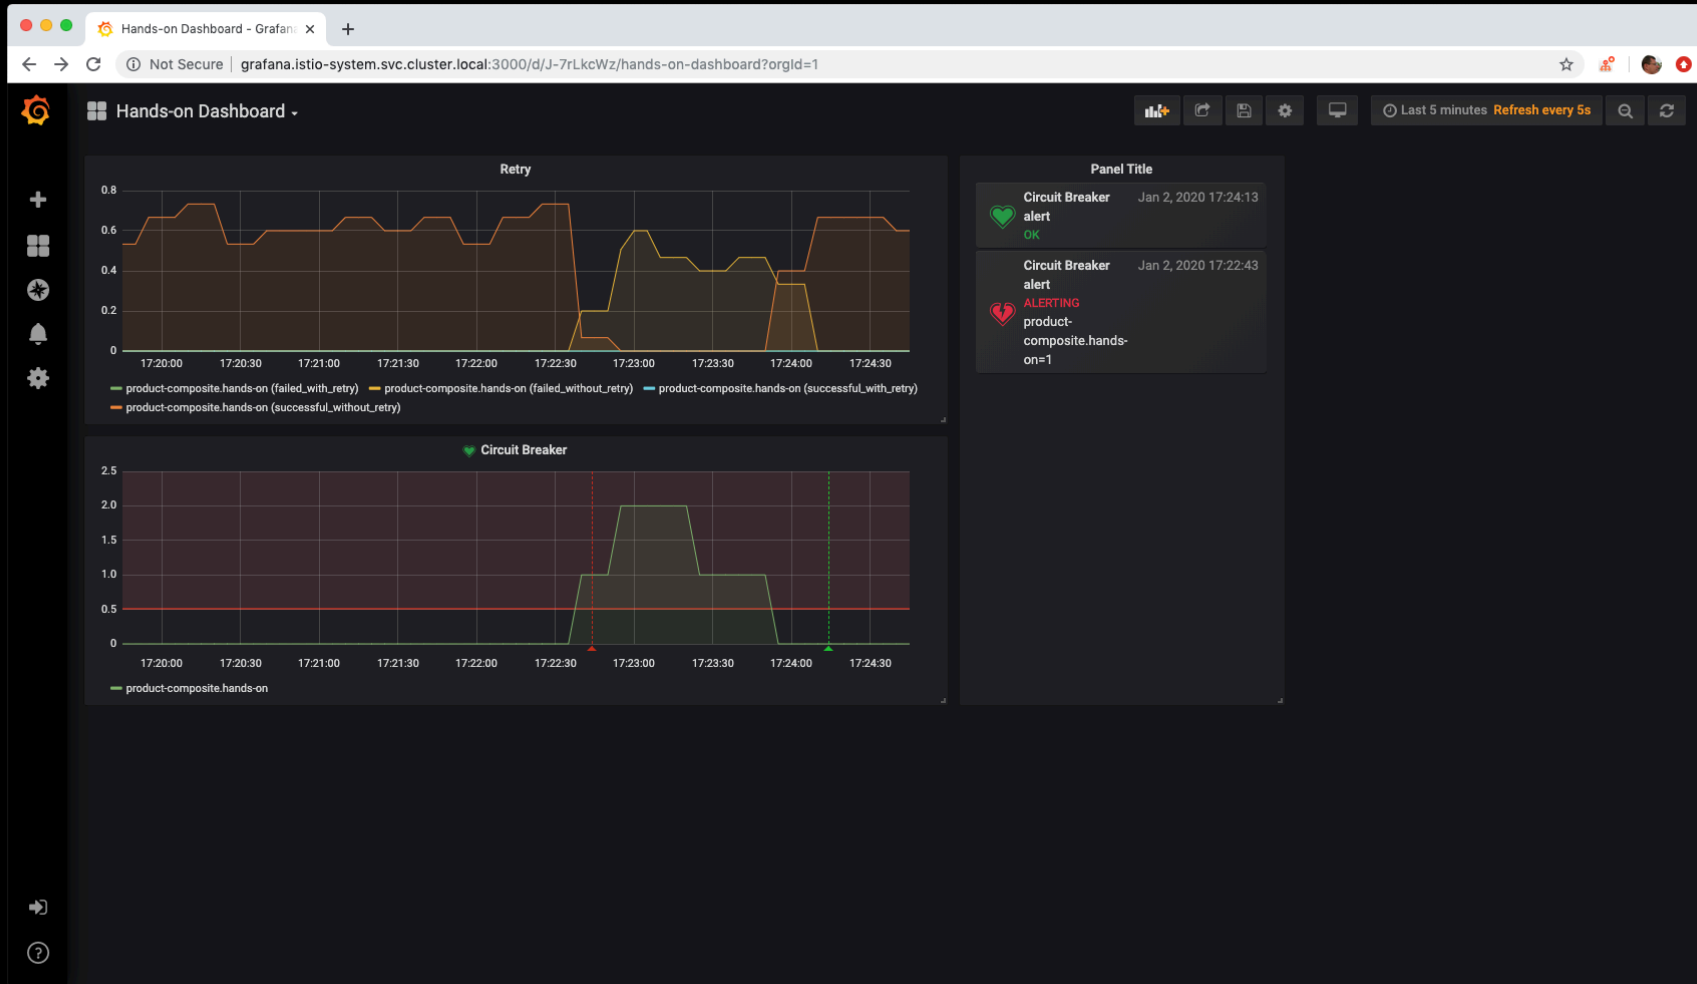 Hands-on Dashboard - Grafana
Not Secure
grafana.istio-system.svc.cluster.local:3000/d/J-7rLkcWz/hands-on-dashboard?orgId=1
Hands-on Dashboard
Last 5 minutes Refresh every 5s
Retry
0.8
0.6
0.4
0.2
0
17:20:00 17:20:30 17:21:00 17:21:30 17:22:00 17:22:30 17:23:00 17:23:30 17:24:00 17:24:30
product-composite.hands-on (failed_with_retry) product-composite.hands-on (failed_without_retry) product-composite.hands-on (successful_with_retry)
product-composite.hands-on (successful_without_retry)
Circuit Breaker
2.5
2.0
1.5
1.0
0.5
0
17:20:00 17:20:30 17:21:00 17:21:30 17:22:00 17:22:30 17:23:00 17:23:30 17:24:00 17:24:30
product-composite.hands-on
Panel Title
Circuit Breaker Jan 2, 2020 17:24:13
alert
OK
Circuit Breaker Jan 2, 2020 17:22:43
alert
ALERTING
product-
composite.hands-
on=1